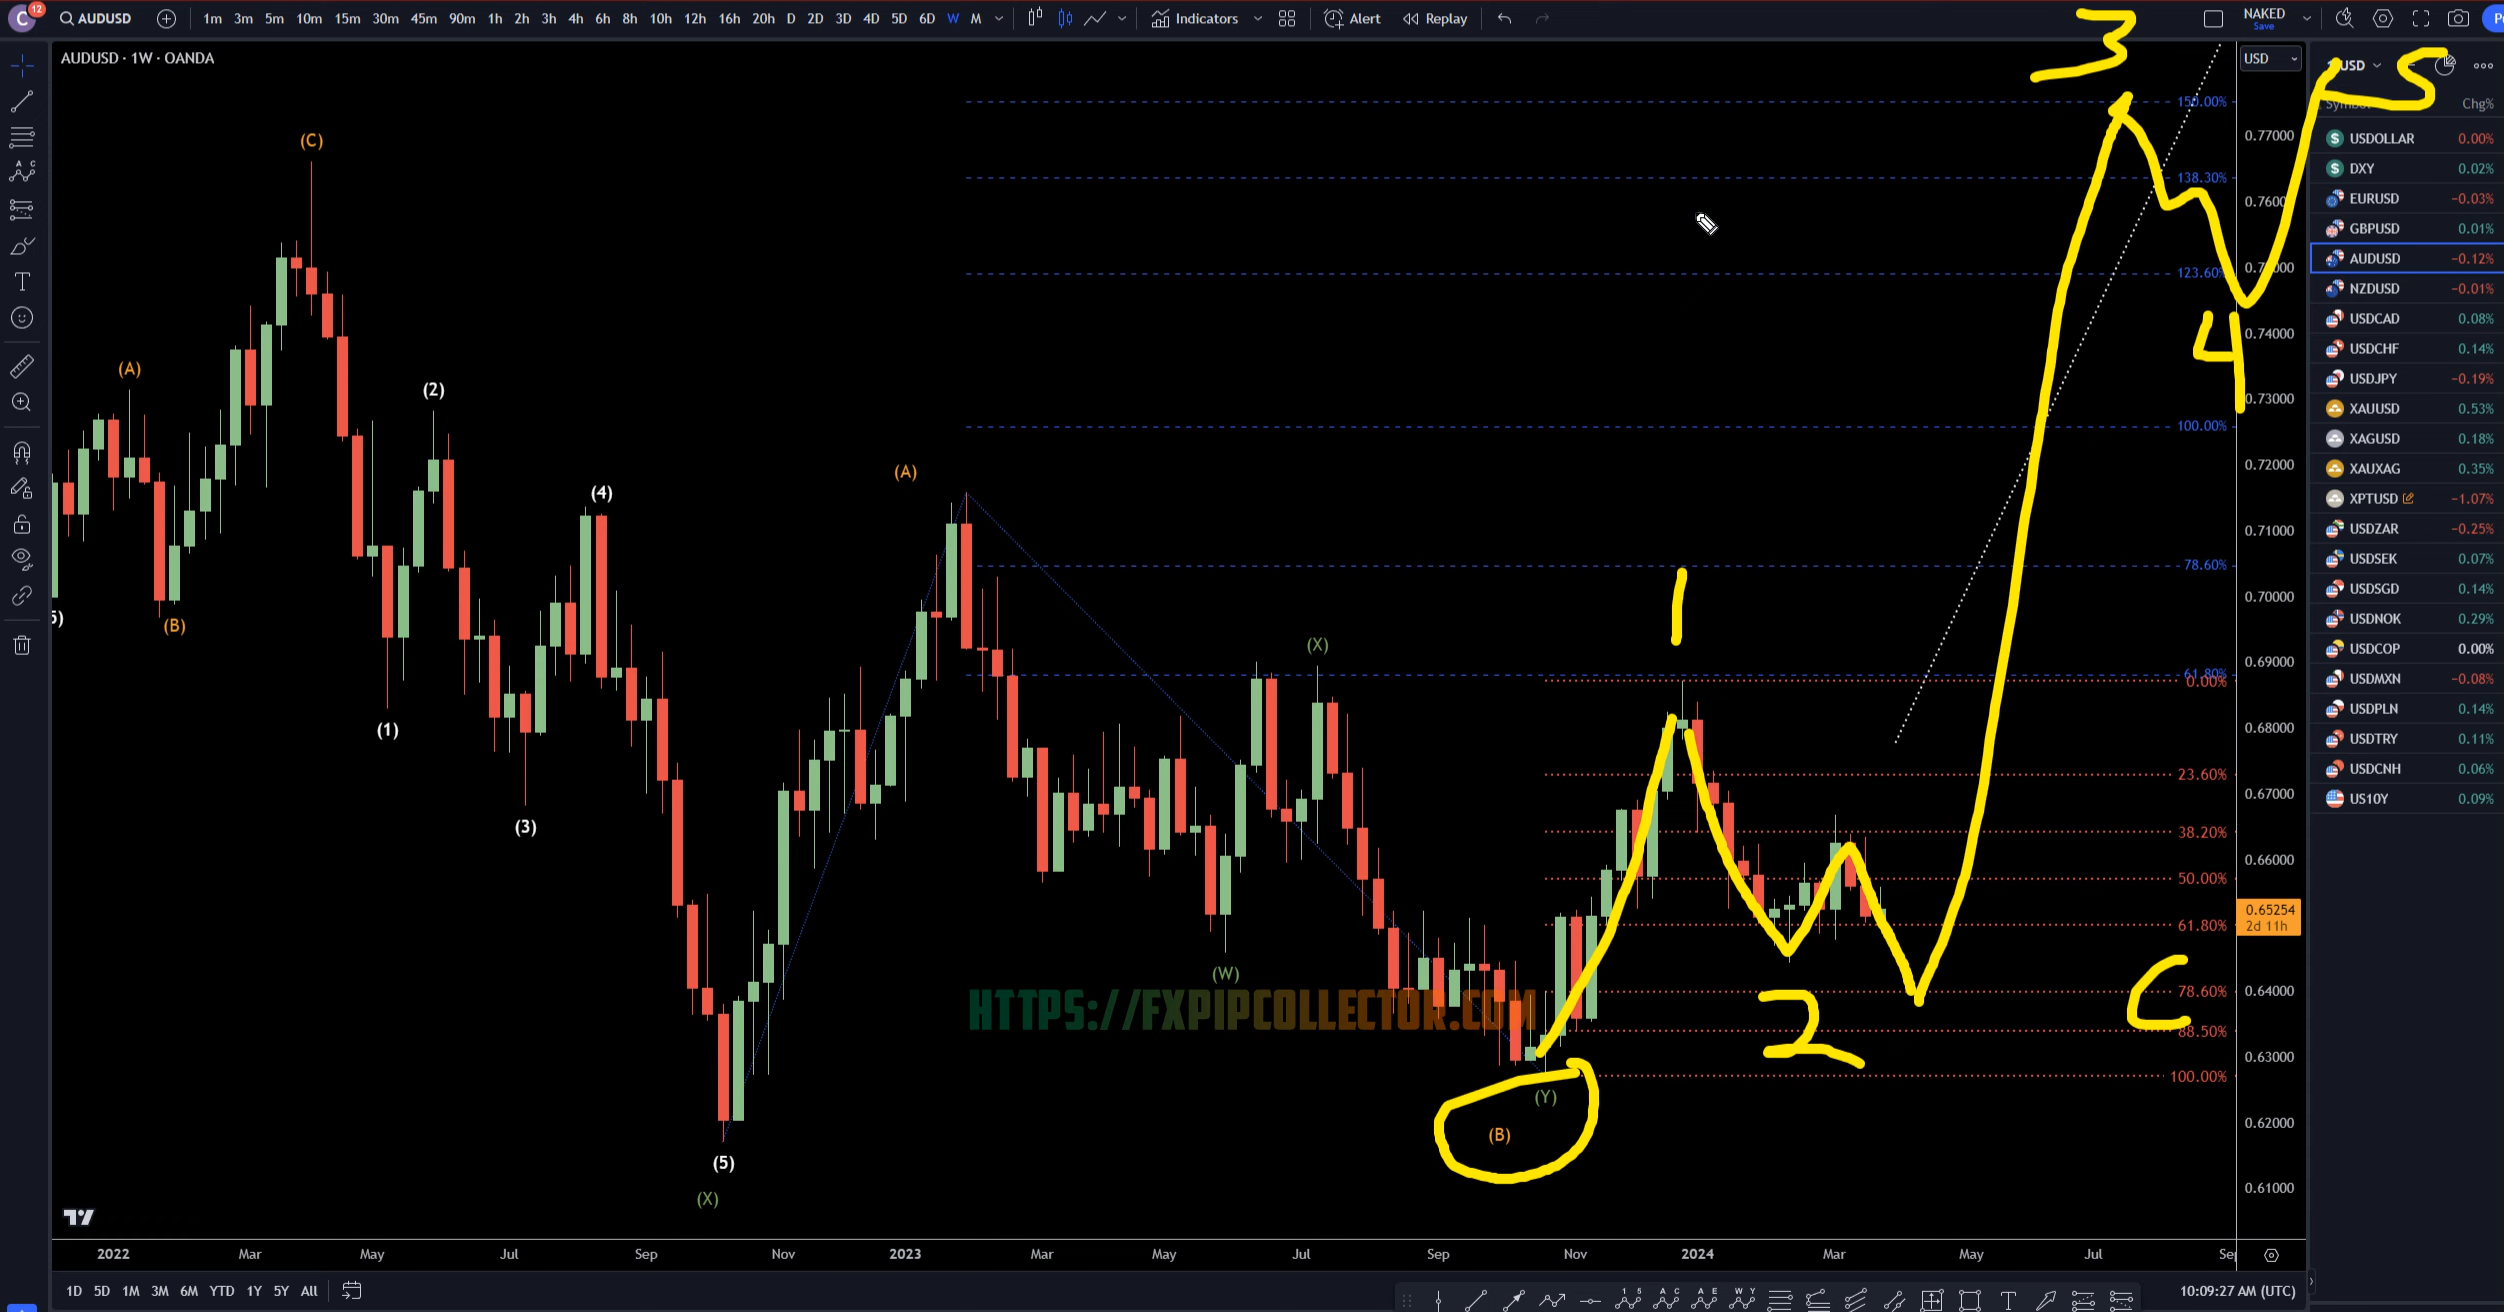 C 12 AUDUSD 1m 3m 5m 10m 15m 30m 45m 90m 1h 2h 3h 4h 6h 8h 10h 12h 16h 20h D 2D 3D 4D 5D 6D W M Indicators Alert Replay NAKED
Save
AUDUSD · 1W · OANDA
USD
3
5
USD
Chg%
(C)
(A)
(B)
(1)
(2)
(3)
(4)
(5)
(X)
(A)
(W)
(X)
(Y)
(B)
1
2
C
4
HTTPS://FXPIPCOLLECTOR.COM
150.00%
138.30%
123.60%
100.00%
78.60%
61.80%
0.00%
23.60%
38.20%
50.00%
61.80%
78.60%
88.50%
100.00%
0.77000
0.74000
0.73000
0.72000
0.71000
0.70000
0.69000
0.68000
0.67000
0.66000
0.65254
2d 11h
0.64000
0.63000
0.62000
0.61000
USDOLLAR 0.00%
DXY 0.02%
EURUSD −0.03%
GBPUSD 0.01%
AUDUSD −0.12%
NZDUSD −0.01%
USDCAD 0.08%
USDCHF 0.14%
USDJPY −0.19%
XAUUSD 0.53%
XAGUSD 0.18%
XAUXAG 0.35%
XPTUSD −1.07%
USDZAR −0.25%
USDSEK 0.07%
USDSGD 0.14%
USDNOK 0.29%
USDCOP 0.00%
USDMXN −0.08%
USDPLN 0.14%
USDTRY 0.11%
USDCNH 0.06%
US10Y 0.09%
2022 Mar May Jul Sep Nov 2023 Mar May Jul Sep Nov 2024 Mar May Jul
1D 5D 1M 3M 6M YTD 1Y 5Y All
10:09:27 AM (UTC)